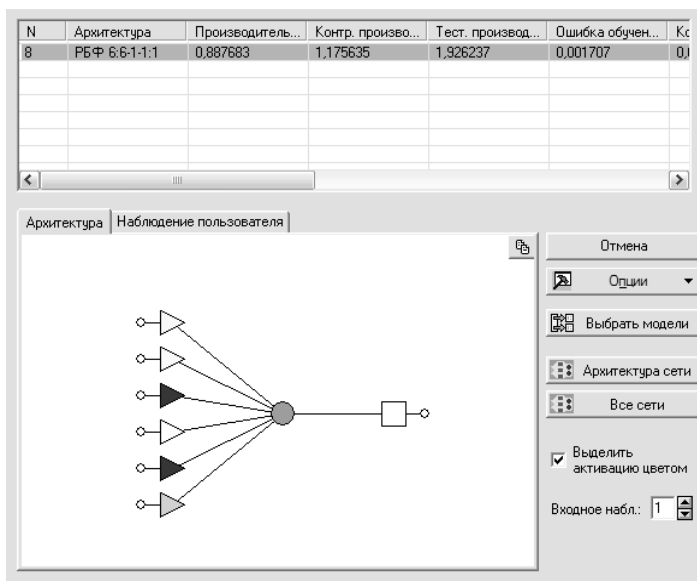 N Архитектура Производитель... Контр. произво... Тест. производ... Ошибка обучен...
8 РБФ 6:6-1-1:1 0,887683 1,175635 1,926237 0,001707
Архитектура Наблюдение пользователя
Отмена
Опции
Выбрать модели
Архитектура сети
Все сети
Выделить
активацию цветом
Входное набл.: 1